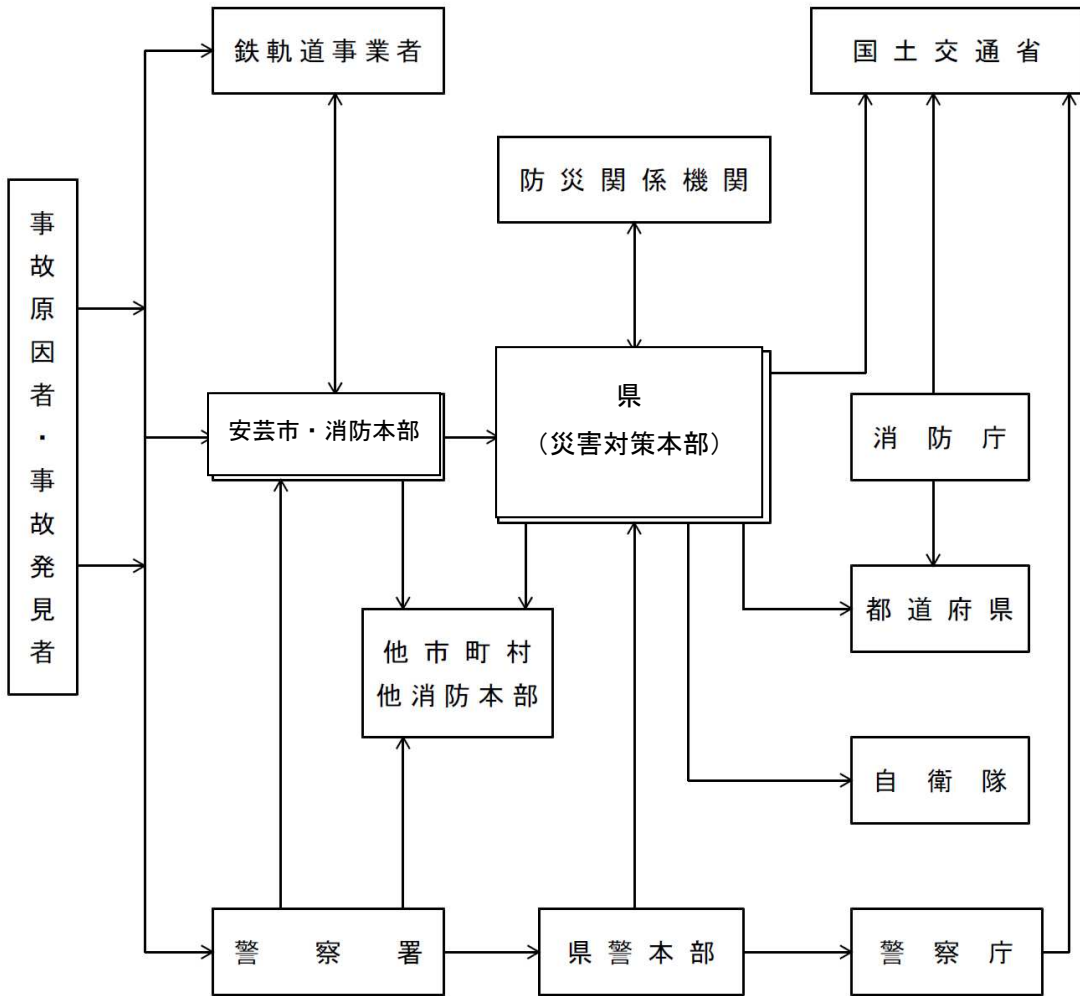 鉄軌道事業者
国土交通省
防災関係機関
事故原因者・事故発見者
県
（災害対策本部）
安芸市・消防本部
消防庁
都道府県
他市町村
他消防本部
自衛隊
警察署
県警本部
警察庁